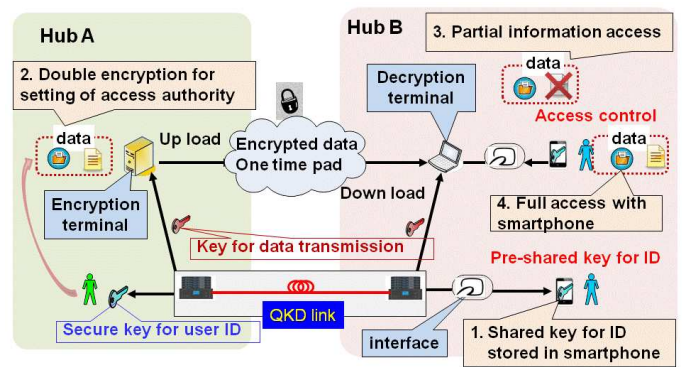 Hub A
Hub B
3. Partial information access
2. Double encryption for
setting of access authority
data
Decryption
terminal
Access control
data
Up load
Encrypted data
One time pad
data
Down load
Encryption
terminal
4. Full access with
smartphone
Key for data transmission
Pre-shared key for ID
QKD link
Secure key for user ID
interface
1. Shared key for ID
stored in smartphone